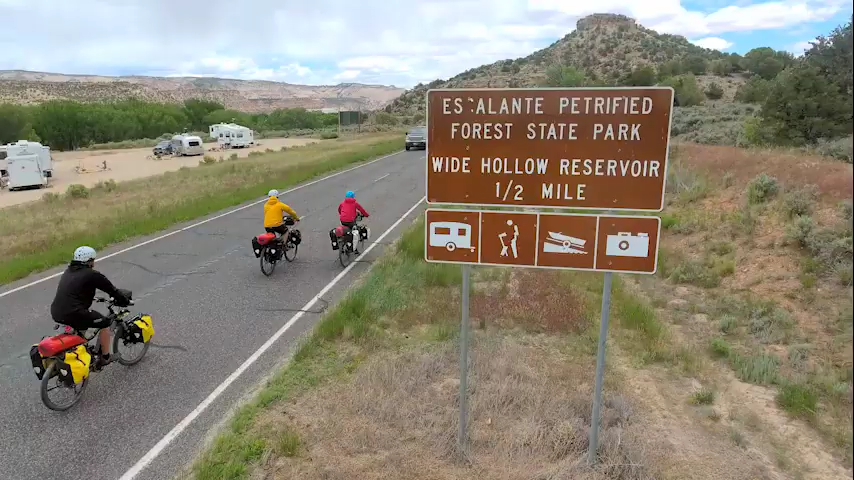 ESCALANTE PETRIFIED
FOREST STATE PARK
WIDE HOLLOW RESERVOIR
1/2 MILE